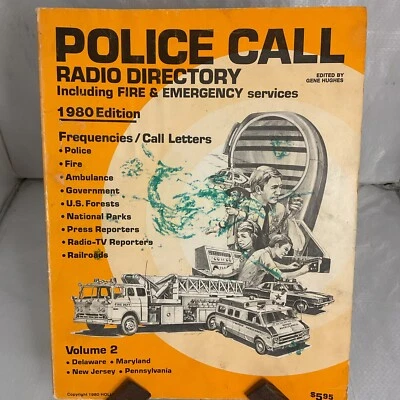 POLICE CALL
RADIO DIRECTORY
EDITED BY
GENE HUGHES
Including FIRE & EMERGENCY services
1980 Edition
Frequencies/Call Letters
• Police
• Fire
• Ambulance
• Government
• U.S. Forests
• National Parks
• Press Reporters
• Radio-TV Reporters
• Railroads
Volume 2
• Delaware • Maryland
• New Jersey • Pennsylvania
Copyright 1980
$5.95